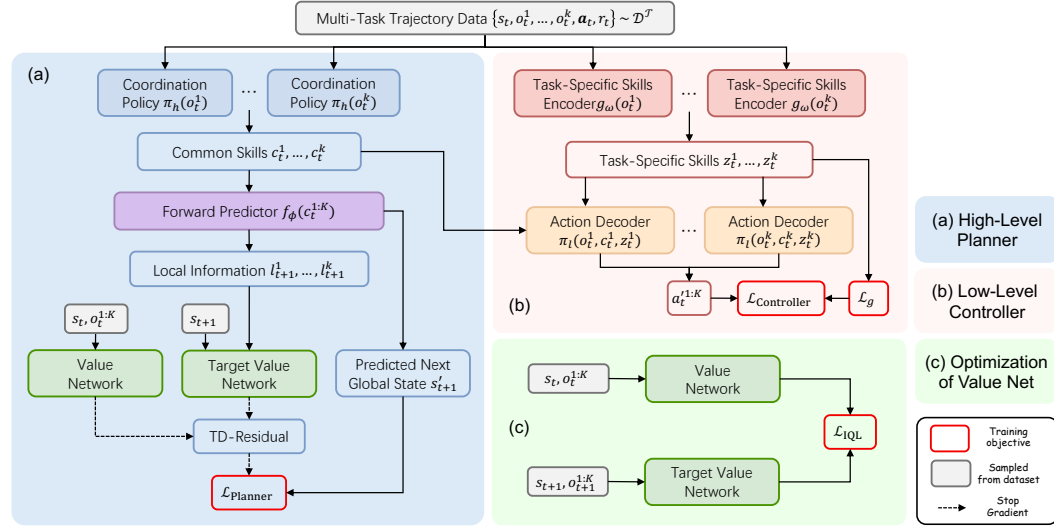 Multi-Task Trajectory Data {s_t, o_t^1, ..., o_t^k, a_t, r_t} ~ D^T
(a)
Coordination
Policy π_h(o_t^1)
...
Coordination
Policy π_h(o_t^k)
Common Skills c_t^1, ..., c_t^k
Forward Predictor f_ϕ(c_t^{1:K})
Local Information l_{t+1}^1, ..., l_{t+1}^k
s_t, o_t^{1:K}
s_{t+1}
Value
Network
Target Value
Network
Predicted Next
Global State s'_{t+1}
TD-Residual
ℒ_Planner
Task-Specific Skills
Encoder g_ω(o_t^1)
...
Task-Specific Skills
Encoder g_ω(o_t^k)
Task-Specific Skills z_t^1, ..., z_t^k
Action Decoder
π_l(o_t^1, c_t^1, z_t^1)
...
Action Decoder
π_l(o_t^k, c_t^k, z_t^k)
(b)
a'_t^{1:K}
ℒ_Controller
ℒ_g
(c)
s_t, o_t^{1:K}
Value
Network
ℒ_IQL
s_{t+1}, o_{t+1}^{1:K}
Target Value
Network
(a) High-Level
Planner
(b) Low-Level
Controller
(c) Optimization
of Value Net
Training
objective
Sampled
from dataset
Stop
Gradient